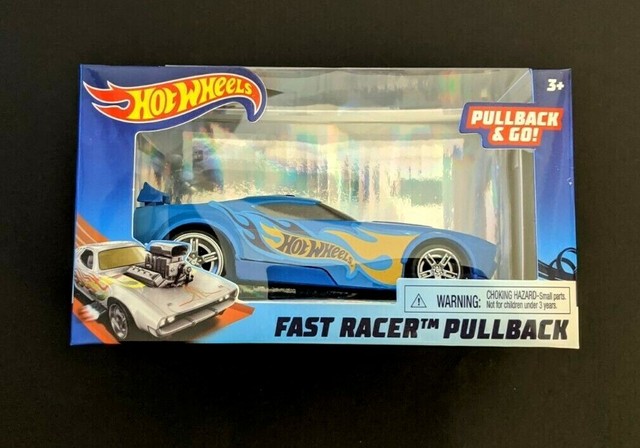 HOT WHEELS
3+
PULLBACK
& GO!
HOT WHEELS
WARNING: CHOKING HAZARD-Small parts.
Not for children under 3 years.
FAST RACER™ PULLBACK